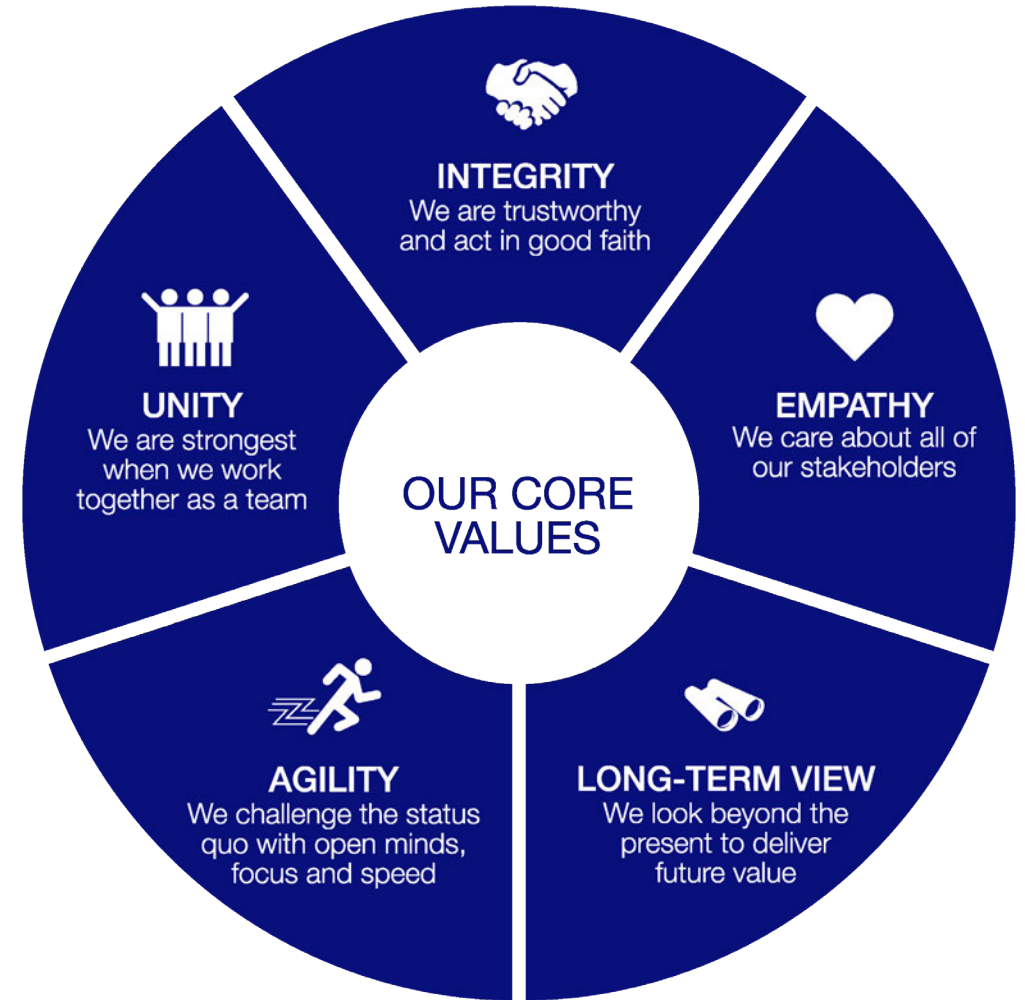 INTEGRITY
We are trustworthy
and act in good faith
EMPATHY
We care about all of
our stakeholders
LONG-TERM VIEW
We look beyond the
present to deliver
future value
AGILITY
We challenge the status
quo with open minds,
focus and speed
UNITY
We are strongest
when we work
together as a team
OUR CORE
VALUES